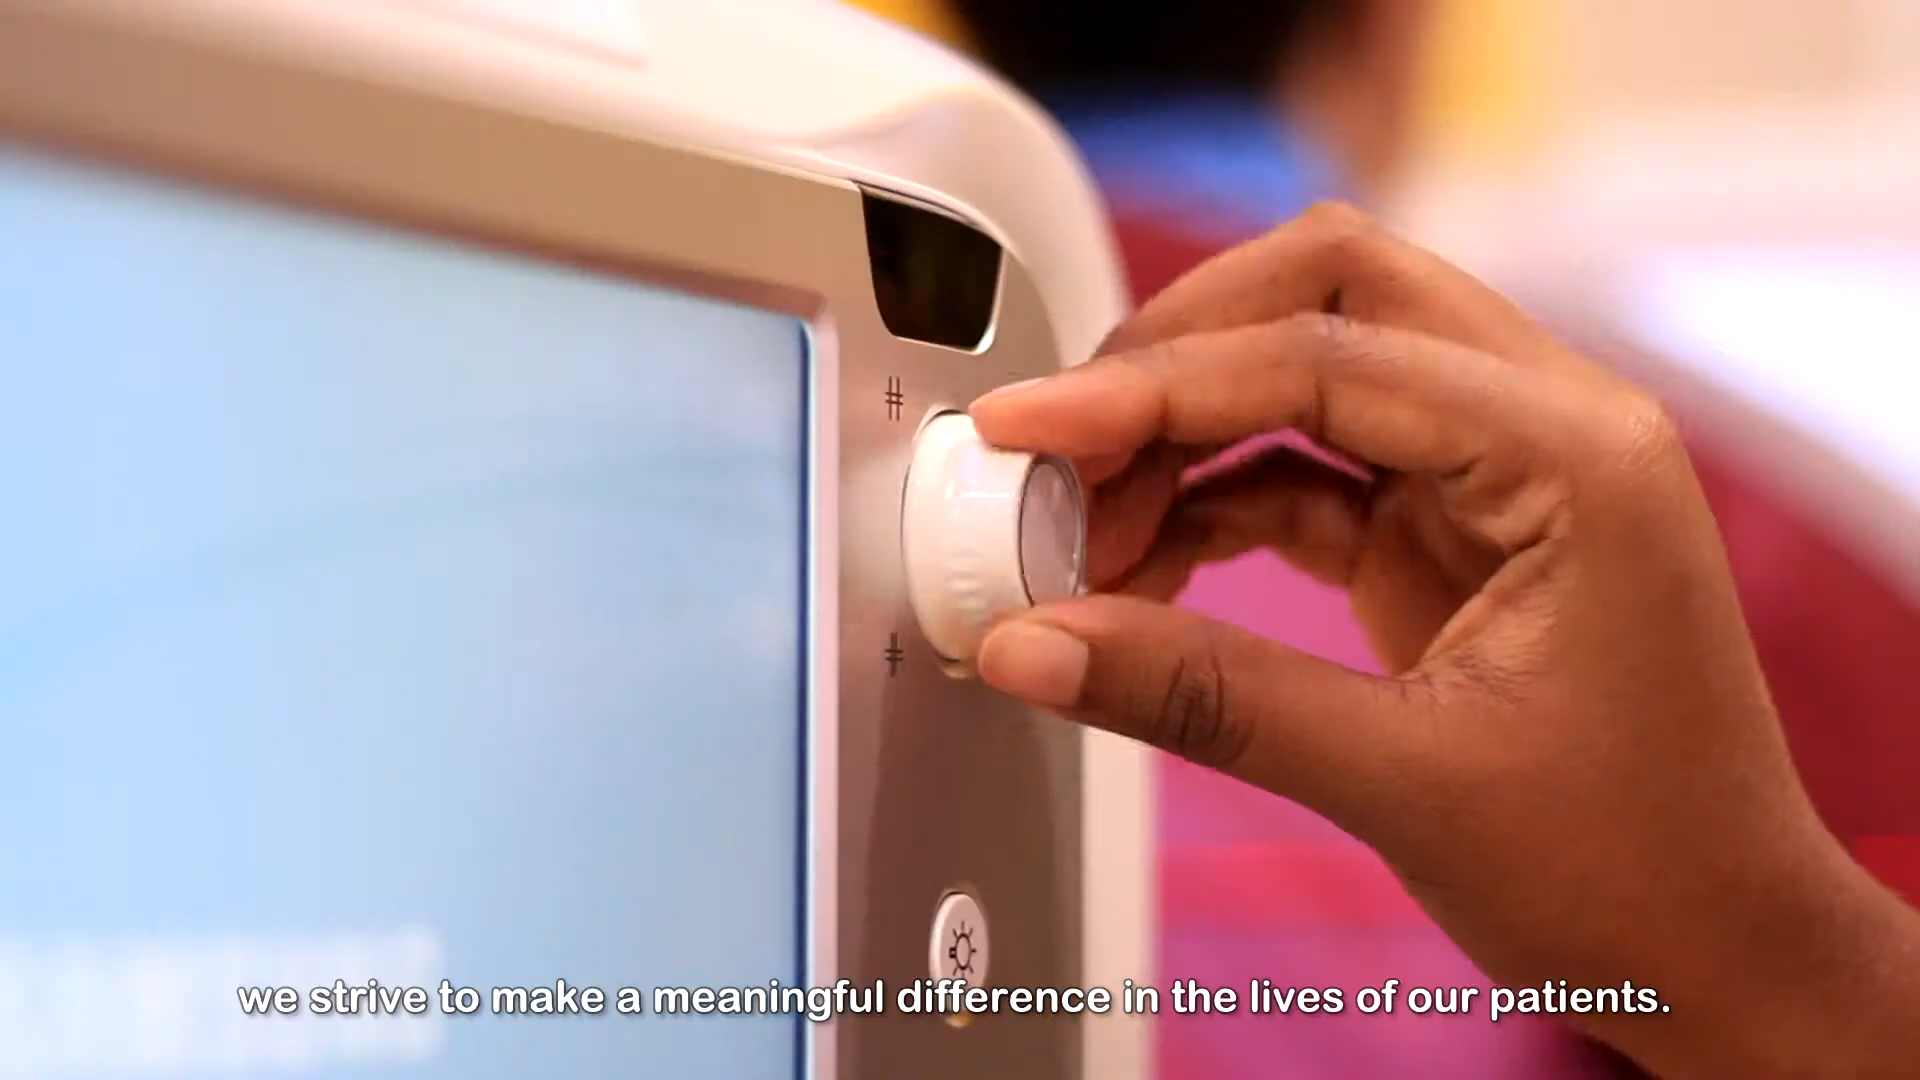 we strive to make a meaningful difference in the lives of our patients.